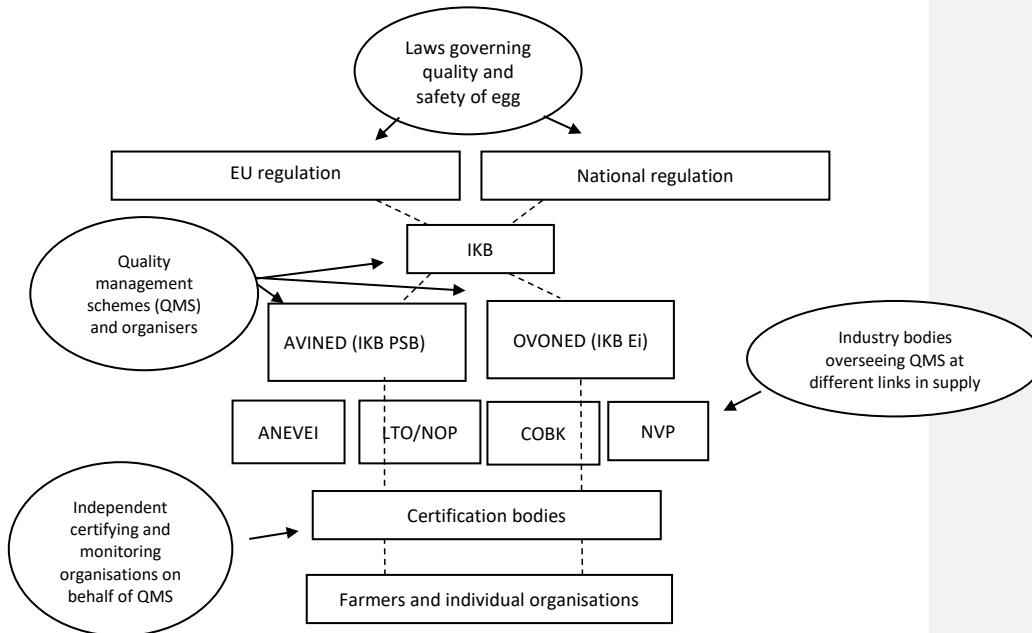 Laws governing
quality and
safety of egg
EU regulation
National regulation
IKB
Quality
management
schemes (QMS)
and organisers
AVINED (IKB PSB)
OVONED (IKB Ei)
Industry bodies
overseeing QMS at
different links in supply
ANEVEI
LTO/NOP
COBK
NVP
Independent
certifying and
monitoring
organisations on
behalf of QMS
Certification bodies
Farmers and individual organisations